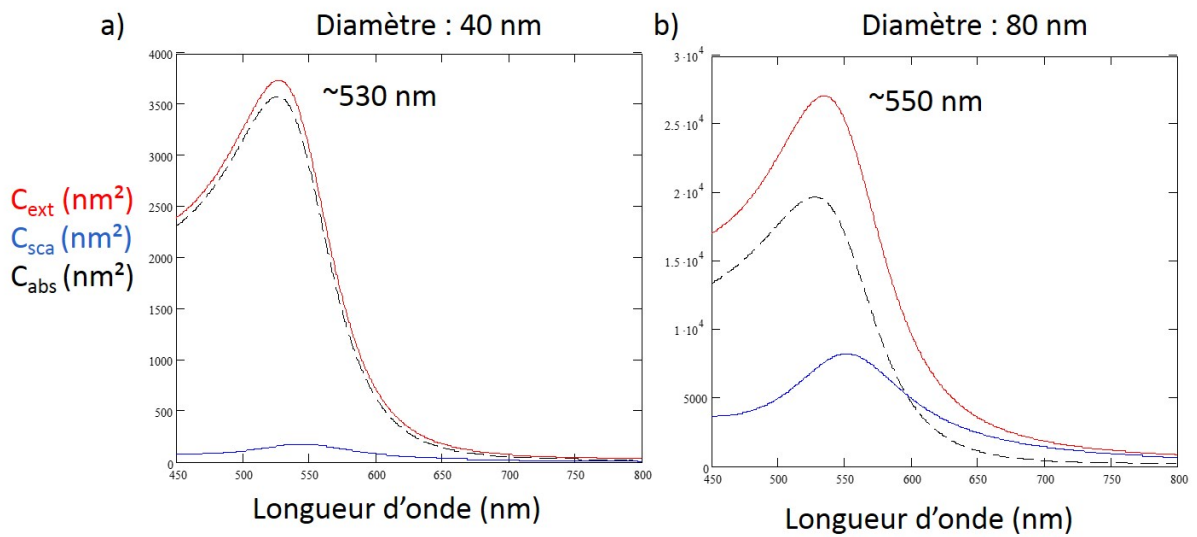 a)
Diamètre : 40 nm
b)
Diamètre : 80 nm
~530 nm
~550 nm
C_ext (nm²)
C_sca (nm²)
C_abs (nm²)
4000
3500
3000
2500
2000
1500
1000
500
0
450 500 550 600 650 700 750 800
Longueur d’onde (nm)
3·10⁴
2.5·10⁴
2·10⁴
1.5·10⁴
1·10⁴
5000
0
450 500 550 600 650 700 750 800
Longueur d’onde (nm)